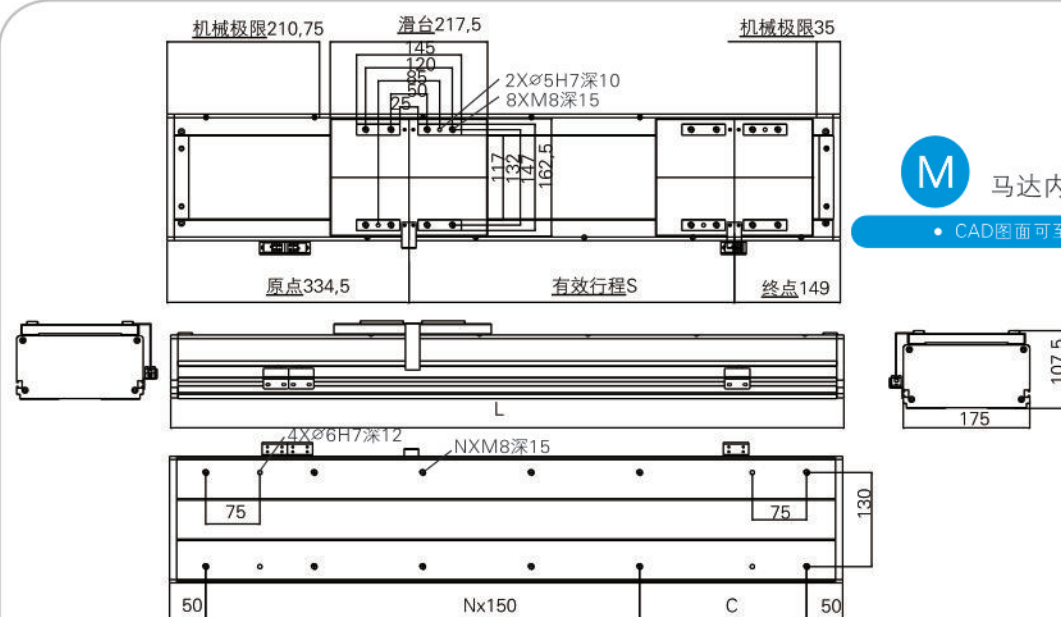 机械极限210,75
滑台217,5
机械极限35
145
120
85
50
25
2XØ5H7深10
8XM8深15
117
132
147
162,5
M
马达内
• CAD图面可至
原点334,5
有效行程S
终点149
L
107,5
175
4XØ6H7深12
NXM8深15
75
75
130
50
Nx150
C
50